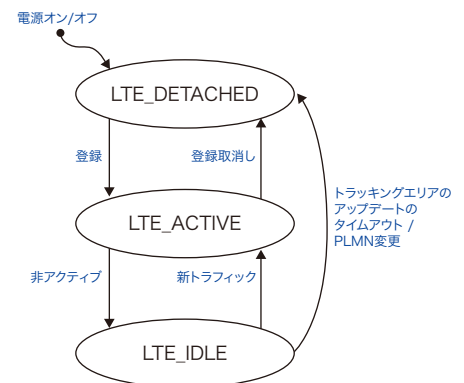 電源オン/オフ
LTE_DETACHED
登録
登録取消し
トラッキングエリアの
アップデートの
タイムアウト /
PLMN変更
LTE_ACTIVE
非アクティブ
新トラフィック
LTE_IDLE